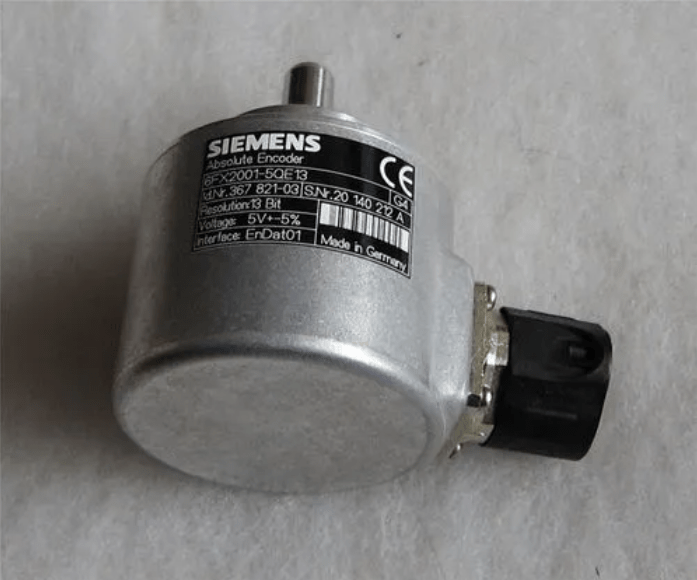 SIEMENS
Absolute Encoder
CE
6FX2001-5QE13
G4
Id.Nr.367 821-03 S.Nr.20 140 212 A
Resolution:13 Bit
Voltage: 5V+-5%
Interface: EnDat01
Made in Germany